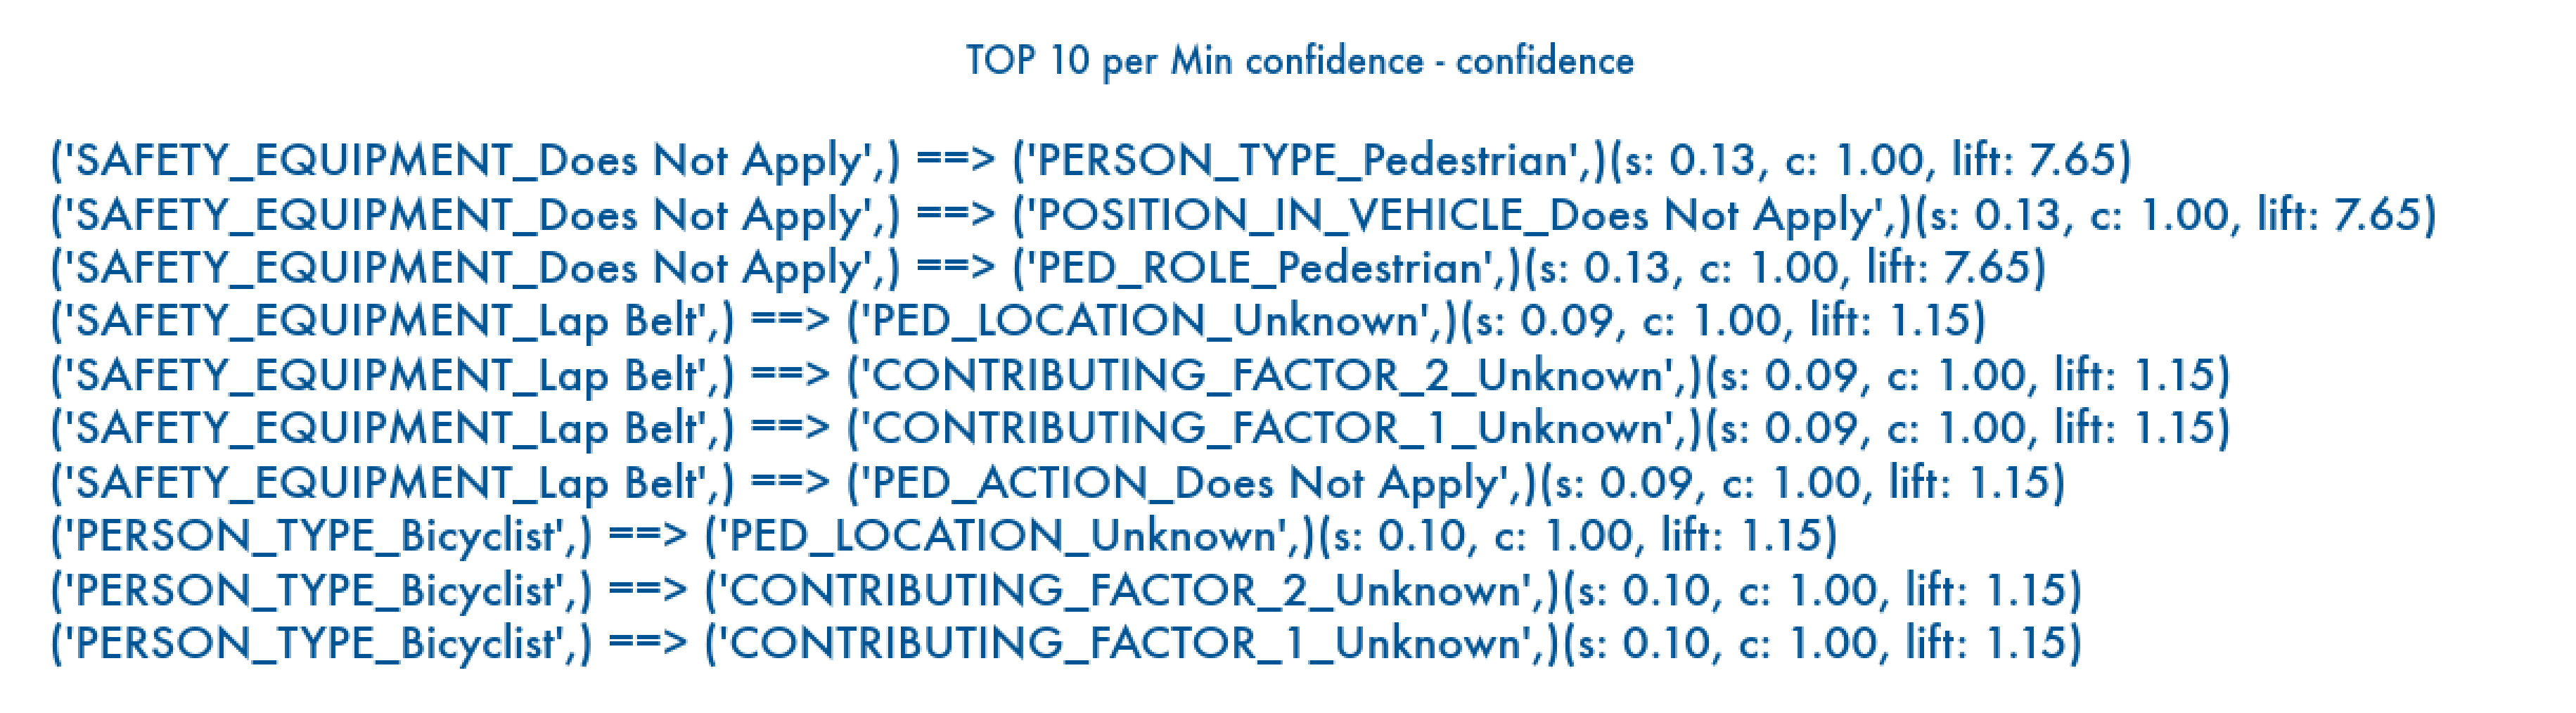 TOP 10 per Min confidence - confidence
('SAFETY_EQUIPMENT_Does Not Apply',) ==> ('PERSON_TYPE_Pedestrian',)(s: 0.13, c: 1.00, lift: 7.65)
('SAFETY_EQUIPMENT_Does Not Apply',) ==> ('POSITION_IN_VEHICLE_Does Not Apply',)(s: 0.13, c: 1.00, lift: 7.65)
('SAFETY_EQUIPMENT_Does Not Apply',) ==> ('PED_ROLE_Pedestrian',)(s: 0.13, c: 1.00, lift: 7.65)
('SAFETY_EQUIPMENT_Lap Belt',) ==> ('PED_LOCATION_Unknown',)(s: 0.09, c: 1.00, lift: 1.15)
('SAFETY_EQUIPMENT_Lap Belt',) ==> ('CONTRIBUTING_FACTOR_2_Unknown',)(s: 0.09, c: 1.00, lift: 1.15)
('SAFETY_EQUIPMENT_Lap Belt',) ==> ('CONTRIBUTING_FACTOR_1_Unknown',)(s: 0.09, c: 1.00, lift: 1.15)
('SAFETY_EQUIPMENT_Lap Belt',) ==> ('PED_ACTION_Does Not Apply',)(s: 0.09, c: 1.00, lift: 1.15)
('PERSON_TYPE_Bicyclist',) ==> ('PED_LOCATION_Unknown',)(s: 0.10, c: 1.00, lift: 1.15)
('PERSON_TYPE_Bicyclist',) ==> ('CONTRIBUTING_FACTOR_2_Unknown',)(s: 0.10, c: 1.00, lift: 1.15)
('PERSON_TYPE_Bicyclist',) ==> ('CONTRIBUTING_FACTOR_1_Unknown',)(s: 0.10, c: 1.00, lift: 1.15)